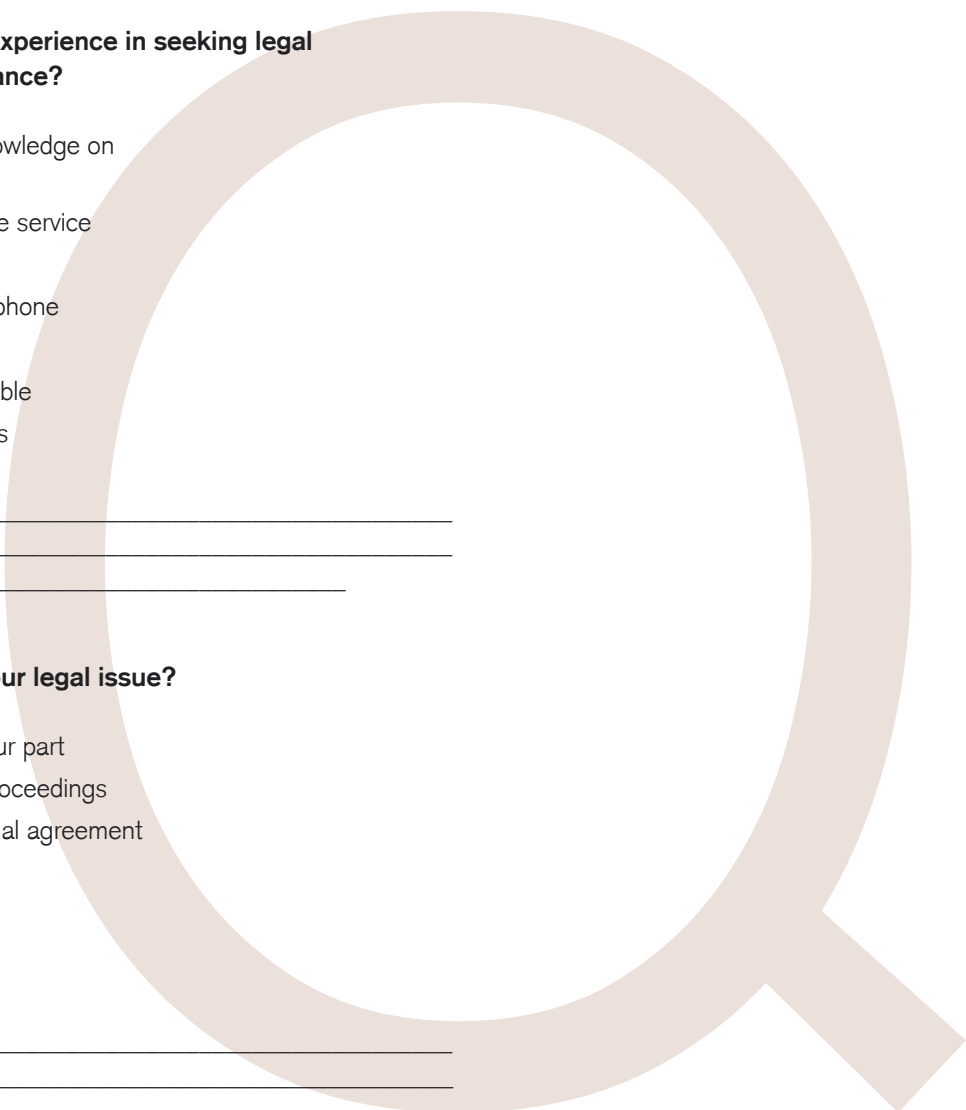 xperience in seeking legal
ance?
owledge on
e service
phone
ble
s
ur legal issue?
ur part
oceedings
al agreement
Q